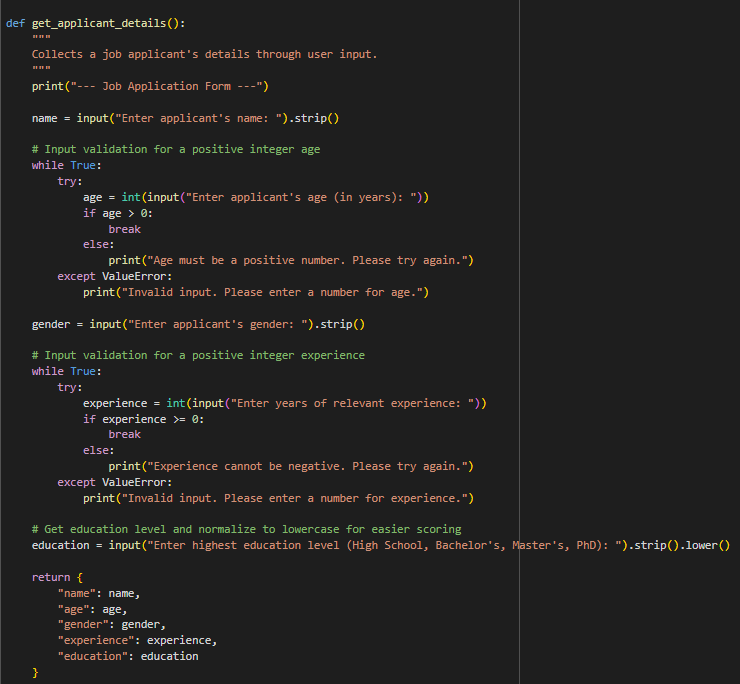 def get_applicant_details():
    """
    Collects a job applicant's details through user input.
    """
    print("--- Job Application Form ---")

    name = input("Enter applicant's name: ").strip()

    # Input validation for a positive integer age
    while True:
        try:
            age = int(input("Enter applicant's age (in years): "))
            if age > 0:
                break
            else:
                print("Age must be a positive number. Please try again.")
        except ValueError:
            print("Invalid input. Please enter a number for age.")

    gender = input("Enter applicant's gender: ").strip()

    # Input validation for a positive integer experience
    while True:
        try:
            experience = int(input("Enter years of relevant experience: "))
            if experience >= 0:
                break
            else:
                print("Experience cannot be negative. Please try again.")
        except ValueError:
            print("Invalid input. Please enter a number for experience.")

    # Get education level and normalize to lowercase for easier scoring
    education = input("Enter highest education level (High School, Bachelor's, Master's, PhD): ").strip().lower()

    return {
        "name": name,
        "age": age,
        "gender": gender,
        "experience": experience,
        "education": education
    }